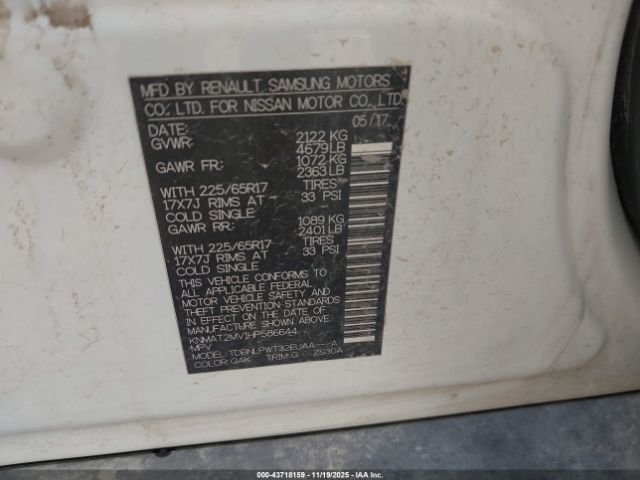 MFD BY RENAULT SAMSUNG MOTORS
CO., LTD. FOR NISSAN MOTOR CO., LTD.
DATE: 05/17
GVWR: 2122 KG
4679LB
GAWR FR: 1072 KG
2363 LB
WITH 225/65R17 TIRES
17X7J RIMS AT 33 PSI
COLD SINGLE
GAWR RR: 1089 KG
2401 LB
WITH 225/65R17 TIRES
17X7J RIMS AT 33 PSI
COLD SINGLE
THIS VEHICLE CONFORMS TO
ALL APPLICABLE FEDERAL
MOTOR VEHICLE SAFETY AND
THEFT PREVENTION STANDARDS
IN EFFECT ON THE DATE OF
MANUFACTURE SHOWN ABOVE.
KNMAT2MV1HP586644
MPV
MODEL: TDBNLPWT32EUAA---A
COLOR: QAK TRIM: G ZS30A
000-43718159 | 11/19/2025 | IAA, Inc.